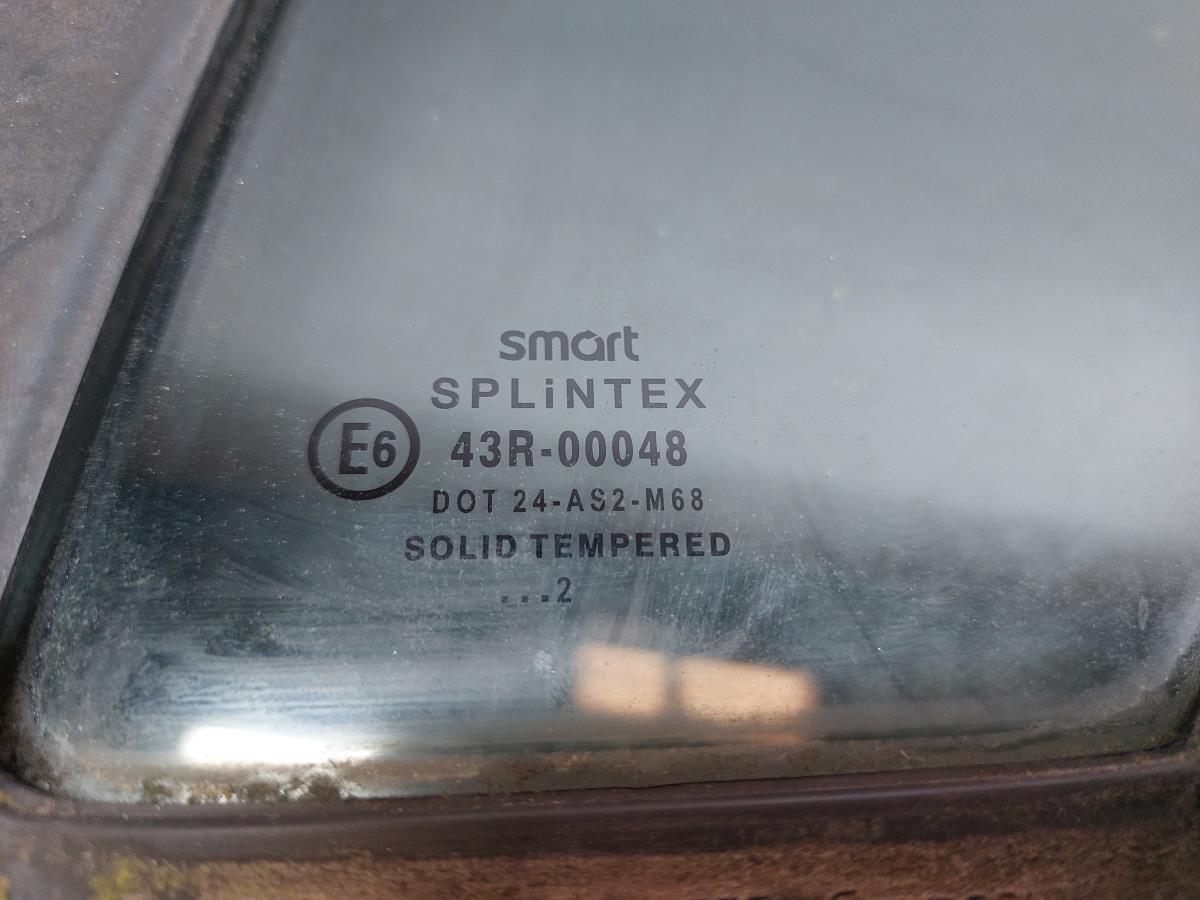 smart
SPLiNTEX
E6 43R-00048
DOT 24-AS2-M68
SOLID TEMPERED
...2